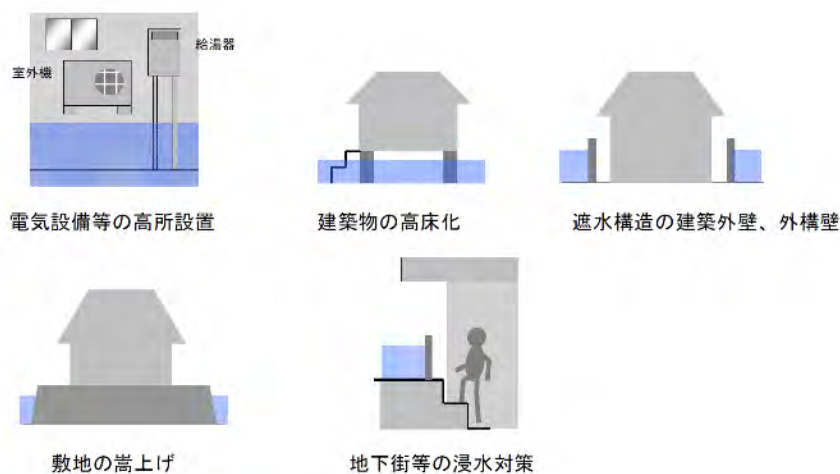 給湯器
室外機
電気設備等の高所設置
建築物の高床化
遮水構造の建築外壁、外構壁
敷地の嵩上げ
地下街等の浸水対策